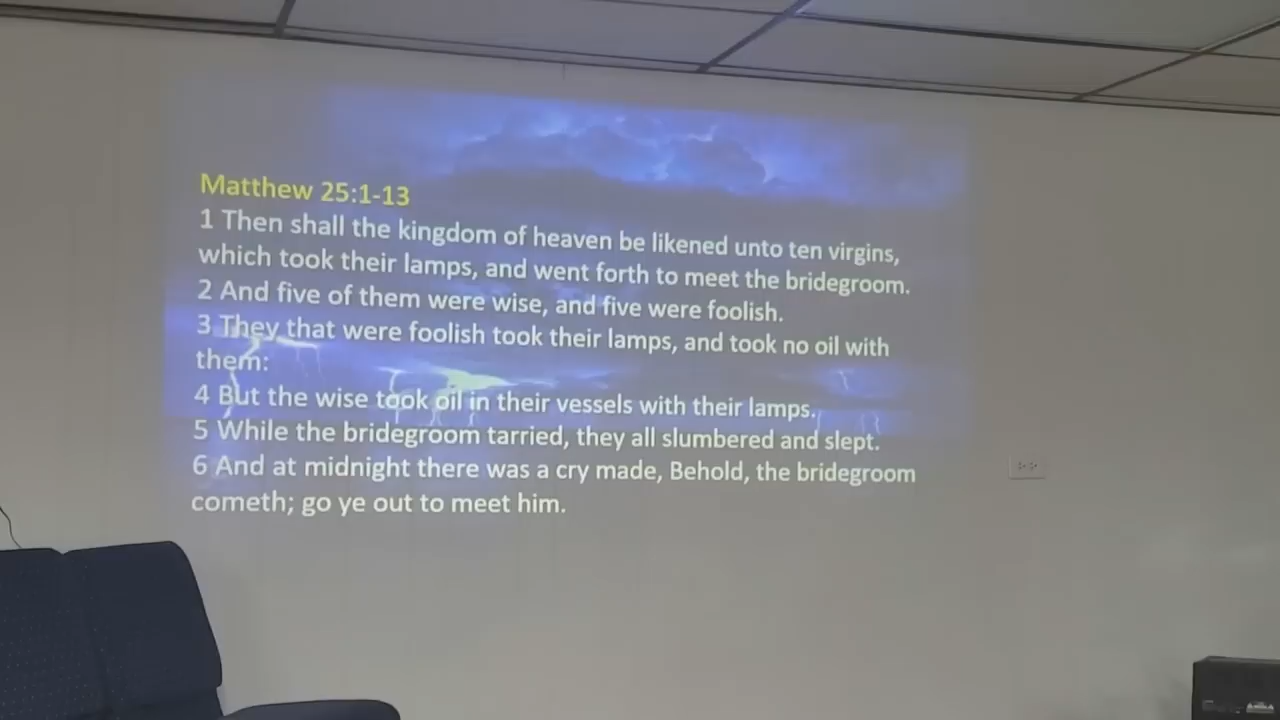 Matthew 25:1-13
1 Then shall the kingdom of heaven be likened unto ten virgins,
which took their lamps, and went forth to meet the bridegroom.
2 And five of them were wise, and five were foolish.
3 They that were foolish took their lamps, and took no oil with
them:
4 But the wise took oil in their vessels with their lamps.
5 While the bridegroom tarried, they all slumbered and slept.
6 And at midnight there was a cry made, Behold, the bridegroom
cometh; go ye out to meet him.